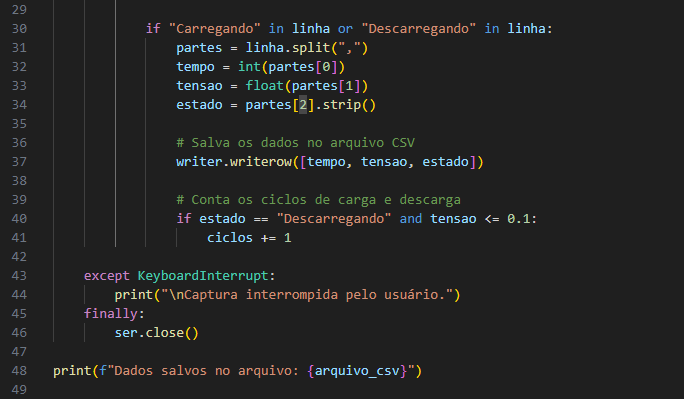 29
30 if "Carregando" in linha or "Descarregando" in linha:
31 partes = linha.split(",")
32 tempo = int(partes[0])
33 tensao = float(partes[1])
34 estado = partes[2].strip()
35
36 # Salva os dados no arquivo CSV
37 writer.writerow([tempo, tensao, estado])
38
39 # Conta os ciclos de carga e descarga
40 if estado == "Descarregando" and tensao <= 0.1:
41 ciclos += 1
42
43 except KeyboardInterrupt:
44 print("\nCaptura interrompida pelo usuário.")
45 finally:
46 ser.close()
47
48 print(f"Dados salvos no arquivo: {arquivo_csv}")
49